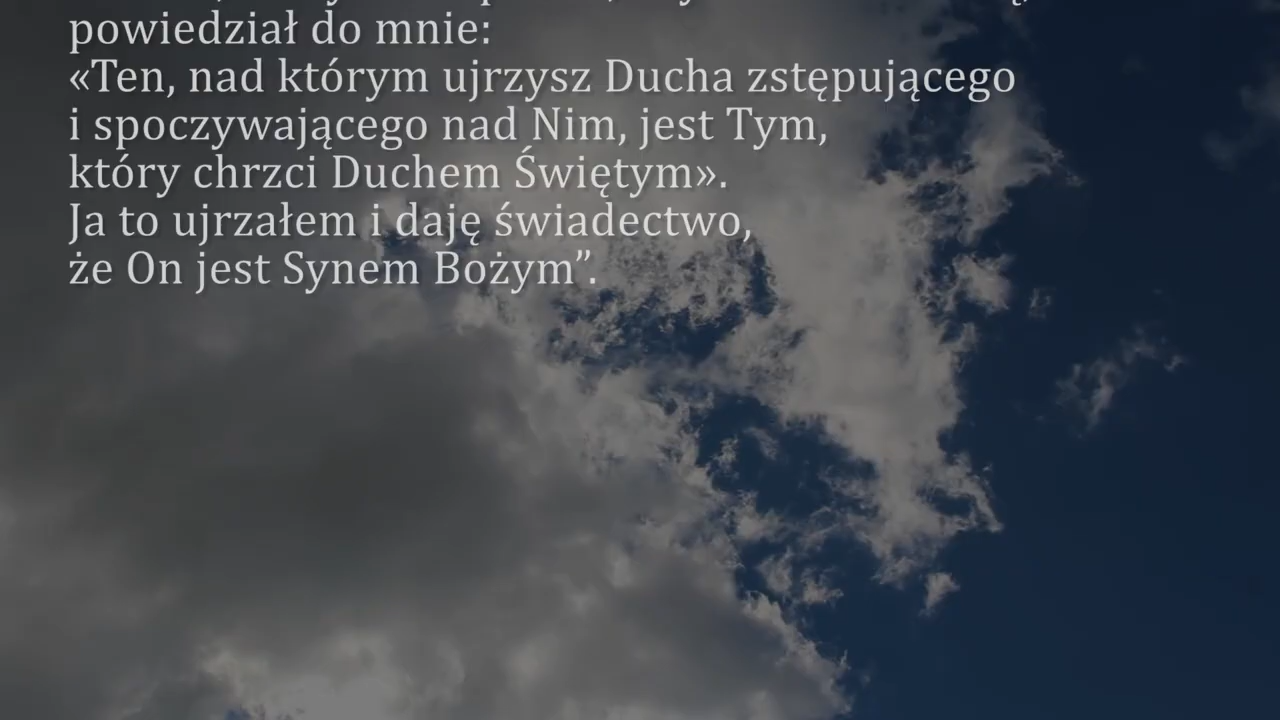 powiedział do mnie:
«Ten, nad którym ujrzysz Ducha zstępującego
i spoczywającego nad Nim, jest Tym,
który chrzci Duchem Świętym».
Ja to ujrzałem i daję świadectwo,
że On jest Synem Bożym”.